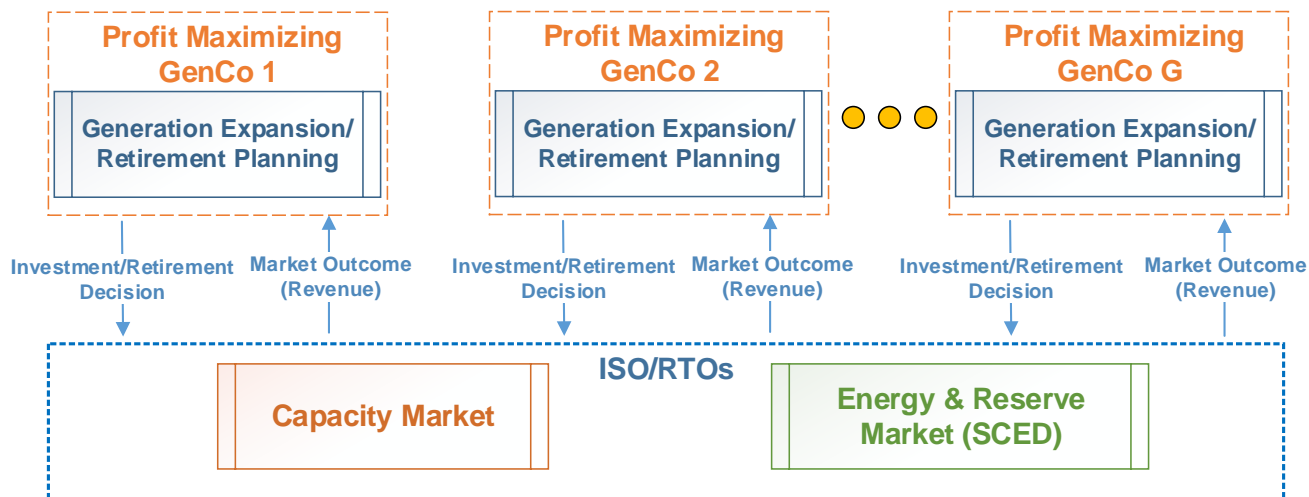 Profit Maximizing
GenCo 1
Generation Expansion/
Retirement Planning
Profit Maximizing
GenCo 2
Generation Expansion/
Retirement Planning
Profit Maximizing
GenCo G
Generation Expansion/
Retirement Planning
Investment/Retirement
Decision
Market Outcome
(Revenue)
Investment/Retirement
Decision
Market Outcome
(Revenue)
Investment/Retirement
Decision
Market Outcome
(Revenue)
ISO/RTOs
Capacity Market
Energy & Reserve
Market (SCED)